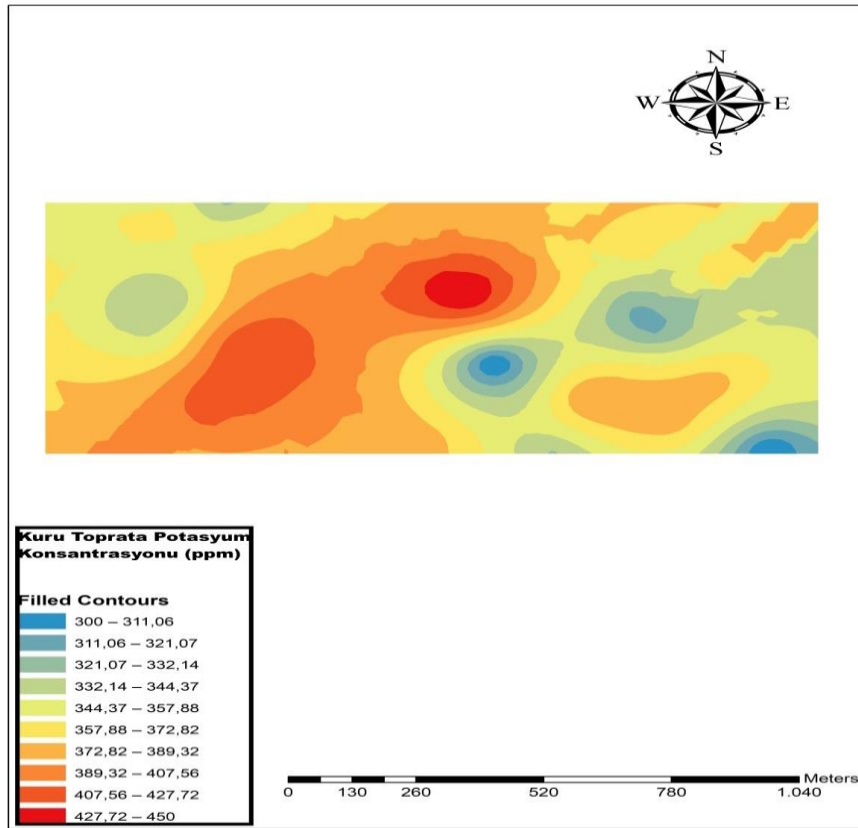 N
W E
S
Kuru Toprata Potasyum
Konsantrasyonu (ppm)
Filled Contours
300 – 311,06
311,06 – 321,07
321,07 – 332,14
332,14 – 344,37
344,37 – 357,88
357,88 – 372,82
372,82 – 389,32
389,32 – 407,56
407,56 – 427,72
427,72 – 450
Meters
0 130 260 520 780 1.040